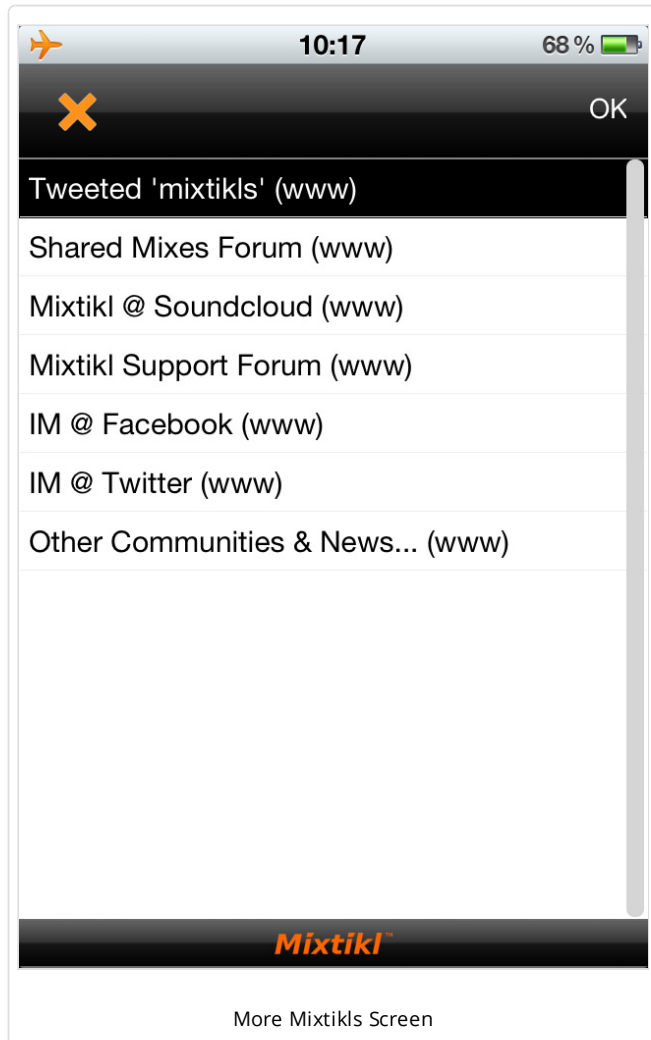 10:17
68 %
OK
Tweeted 'mixtikls' (www)
Shared Mixes Forum (www)
Mixtikl @ Soundcloud (www)
Mixtikl Support Forum (www)
IM @ Facebook (www)
IM @ Twitter (www)
Other Communities & News... (www)
Mixtikl™
More Mixtikls Screen